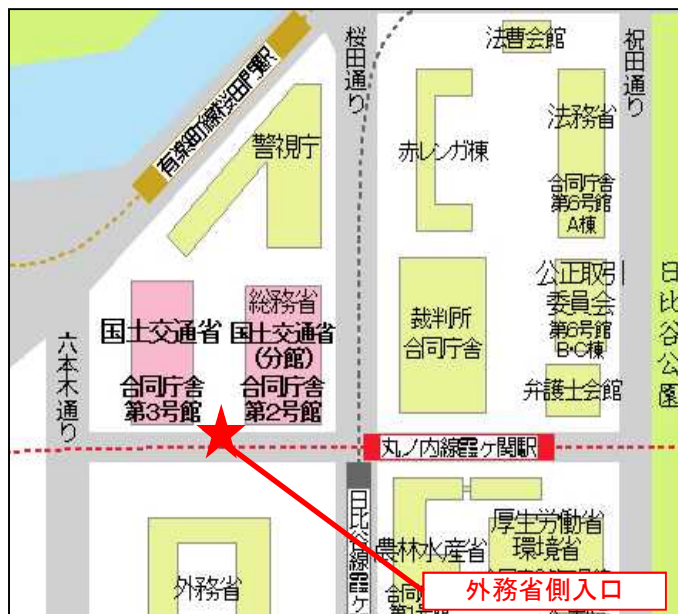 法曹会館
桜田通り
祝田通り
有楽町線桜田門駅
警視庁
赤レンガ棟
法務省
合同庁舎
第6号館
A棟
国土交通省
合同庁舎
第3号館
総務省
国土交通省
(分館)
合同庁舎
第2号館
裁判所
合同庁舎
公正取引
委員会
第6号館
B・C棟
弁護士会館
日比谷公園
六本木通り
丸ノ内線霞ヶ関駅
日比谷線霞ヶ
外務省
農林水産省
合同
厚生労働省
環境省
外務省側入口